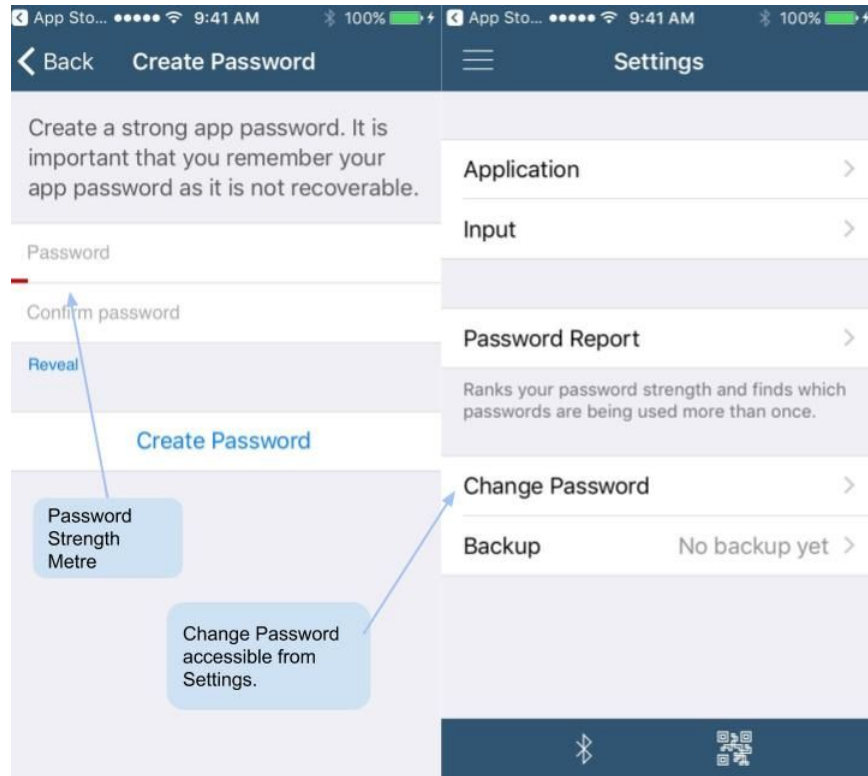 App Sto... 9:41 AM 100%
Back Create Password
Create a strong app password. It is
important that you remember your
app password as it is not recoverable.
Password
Confirm password
Reveal
Create Password
Password
Strength
Metre
Change Password
accessible from
Settings.
App Sto... 9:41 AM 100%
Settings
Application
Input
Password Report
Ranks your password strength and finds which
passwords are being used more than once.
Change Password
Backup No backup yet